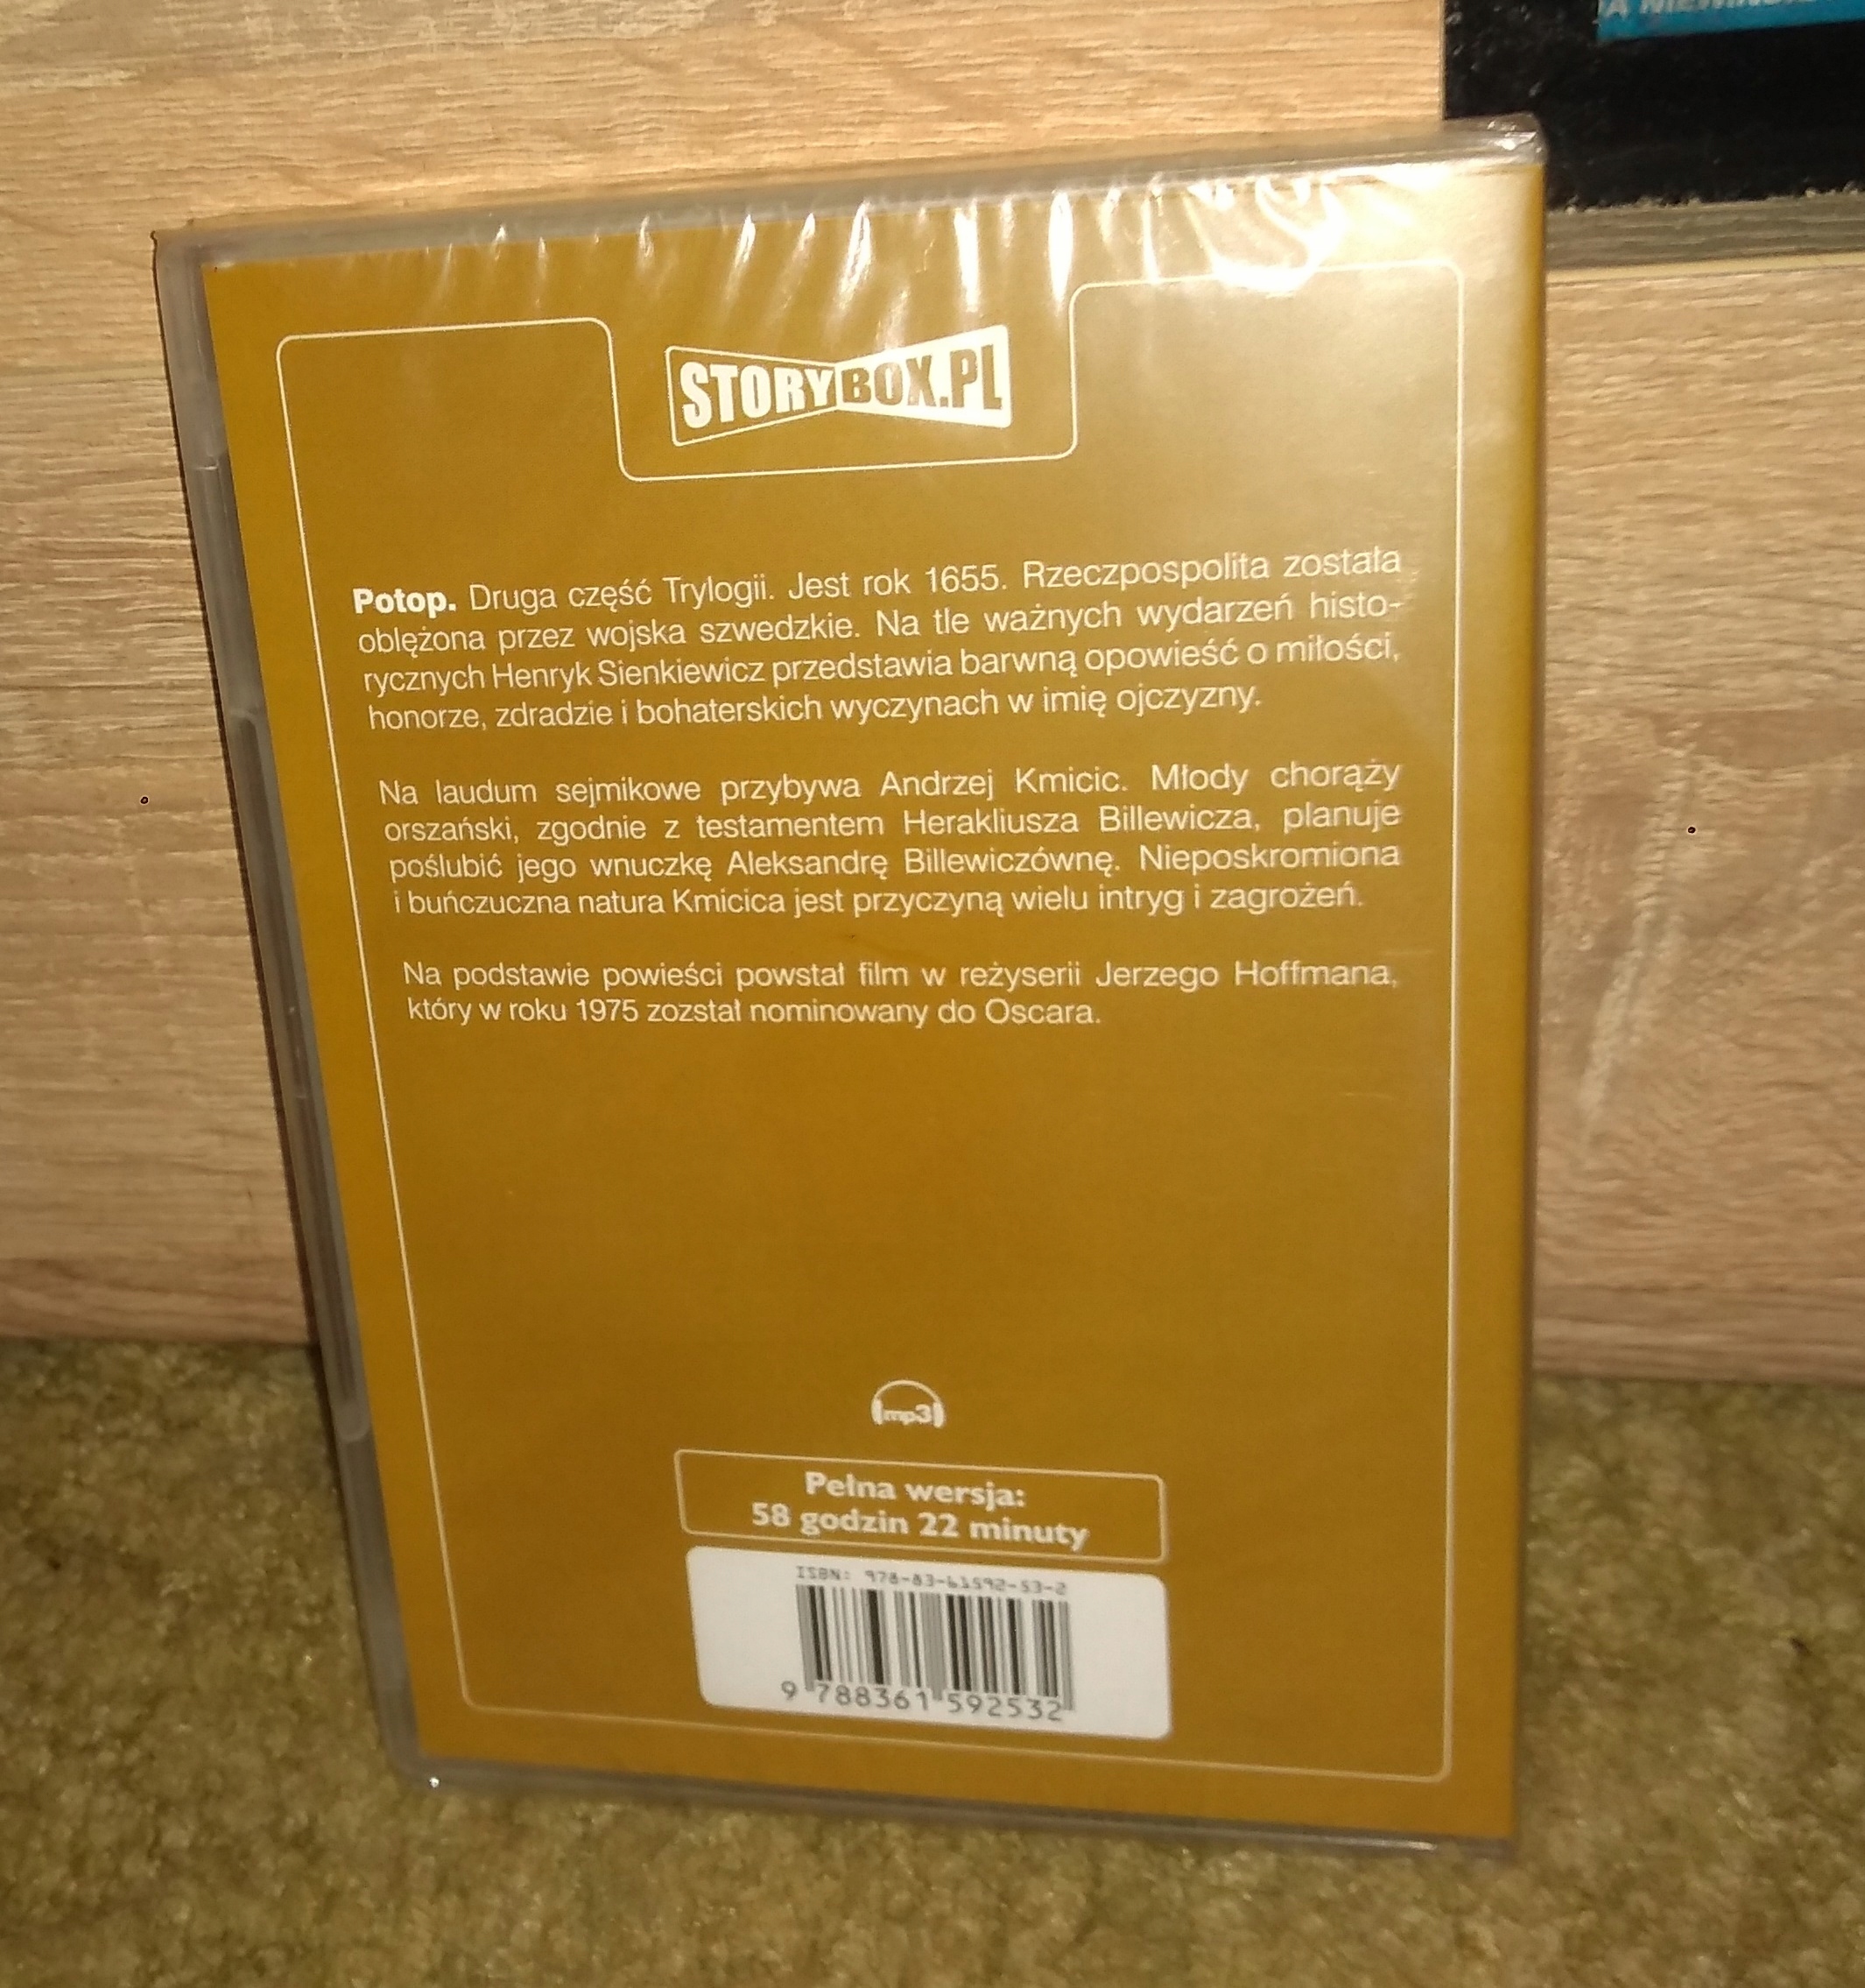 STORYBOX.PL
Potop. Druga część Trylogii. Jest rok 1655. Rzeczpospolita została
oblężona przez wojska szwedzkie. Na tle ważnych wydarzeń histo-
rycznych Henryk Sienkiewicz przedstawia barwną opowieść o miłości,
honorze, zdradzie i bohaterskich wyczynach w imię ojczyzny.
Na laudum sejmikowe przybywa Andrzej Kmicic. Młody chorąży
orszański, zgodnie z testamentem Herakliusza Billewicza, planuje
poślubić jego wnuczkę Aleksandrę Billewiczównę. Nieposkromiona
i buńczuczna natura Kmicica jest przyczyną wielu intryg i zagrożeń.
Na podstawie powieści powstał film w reżyserii Jerzego Hoffmana,
który w roku 1975 zozstał nominowany do Oscara.
mp3
Pełna wersja:
58 godzin 22 minuty
ISBN: 978-83-61592-53-2
9 788361 592532